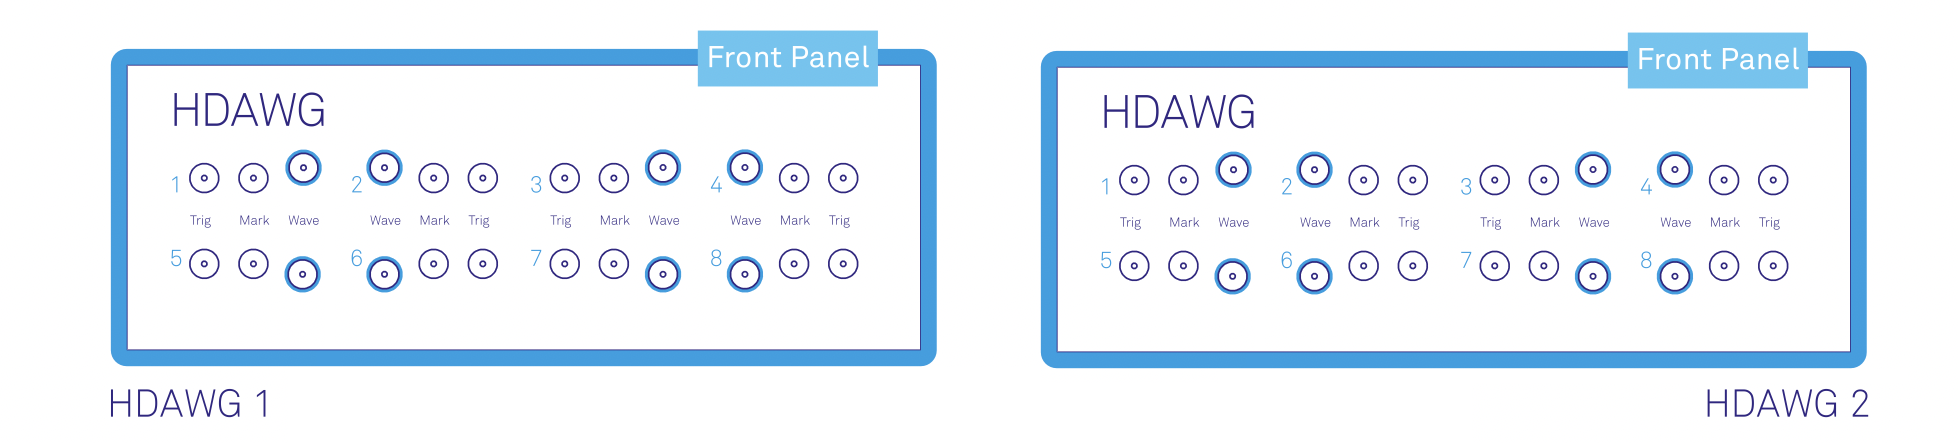 Front Panel
HDAWG
1 2 3 4
Trig Mark Wave Wave Mark Trig Trig Mark Wave Wave Mark Trig
5 6 7 8
HDAWG 1
Front Panel
HDAWG
1 2 3 4
Trig Mark Wave Wave Mark Trig Trig Mark Wave Wave Mark Trig
5 6 7 8
HDAWG 2